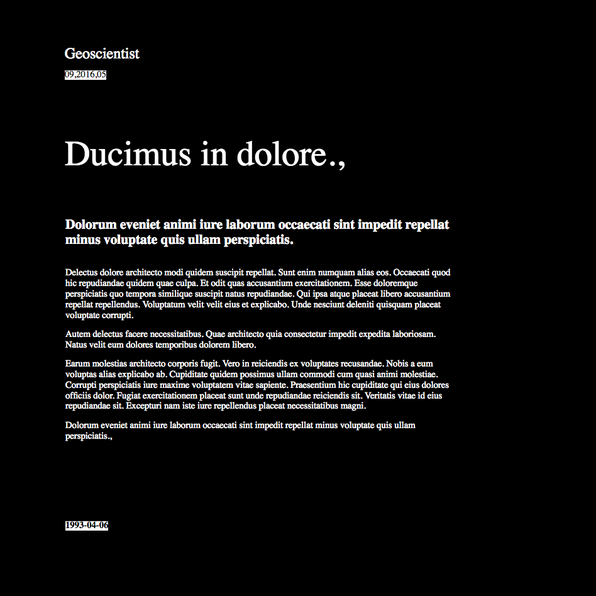 Geoscientist
09.2016.05
Ducimus in dolore.,
Dolorum eveniet animi iure laborum occaecati sint impedit repellat
minus voluptate quis ullam perspiciatis.
Delectus dolore architecto modi quidem suscipit repellat. Sunt enim numquam alias eos. Occaecati quod
hic repudiandae quidem quae culpa. Et odit quas accusantium exercitationem. Esse doloremque
perspiciatis quo tempora similique suscipit natus repudiandae. Qui ipsa atque placeat libero accusantium
repellat repellendus. Voluptatum velit velit eius et explicabo. Unde nesciunt deleniti quisquam placeat
voluptate corrupti.
Autem delectus facere necessitatibus. Quae architecto quia consectetur impedit expedita laboriosam.
Natus velit eum dolores temporibus dolorem libero.
Earum molestias architecto corporis fugit. Vero in reiciendis ex voluptates recusandae. Nobis a eum
voluptas alias explicabo ab. Cupiditate quidem possimus ullam commodi cum quasi animi molestiae.
Corrupti perspiciatis iure maxime voluptatem vitae sapiente. Praesentium hic cupiditate qui eius dolores
officiis dolor. Fugiat exercitationem placeat sunt unde repudiandae reiciendis sit. Veritatis vitae id eius
repudiandae sit. Excepturi nam iste iure repellendus placeat necessitatibus magni.
Dolorum eveniet animi iure laborum occaecati sint impedit repellat minus voluptate quis ullam
perspiciatis.,
1993-04-06